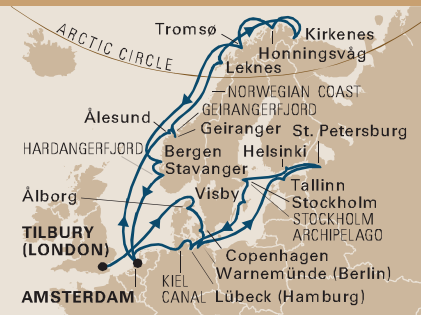 Tromsø
Kirkenes
ARCTIC CIRCLE
Honningsvåg
Leknes
NORWEGIAN COAST
GEIRANGERFJORD
Ålesund
Geiranger
St. Petersburg
HARDANGERFJORD
Bergen
Helsinki
Stavanger
Ålborg
Visby
Tallinn
Stockholm
STOCKHOLM
ARCHIPELAGO
TILBURY
(LONDON)
Copenhagen
Warnemünde (Berlin)
AMSTERDAM
KIEL
CANAL
Lübeck (Hamburg)